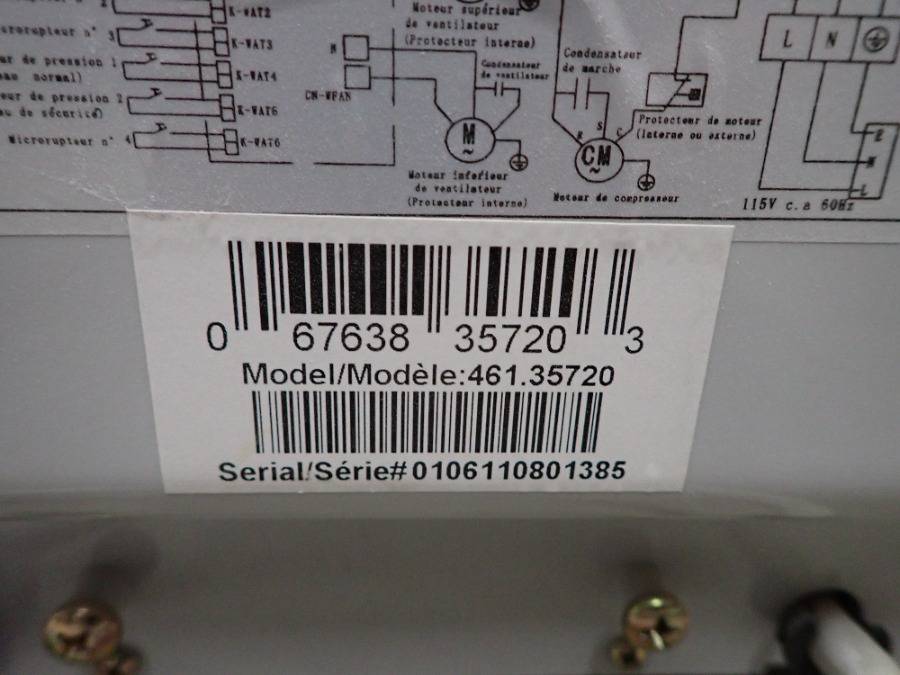 2
K-WAT2
Microrupteur n° 3
K-WAT3
de pression 1
normal)
K-WAT4
de pression 2
de sécurité)
K-WAT6
Microrupteur n° 4
K-WAT6
Moteur supérieur
de ventilateur
(Protecteur interne)
M
CN-WFAN
Condensateur
de ventilateur
M
~
Moteur inférieur
de ventilateur
(Protecteur interne)
Condensateur
de marche
R S C
CM
~
Moteur de compresseur
Protecteur de moteur
(interne ou externe)
L N
E
N
L
115V c.a 60Hz
0 67638 35720 3
Model/Modèle:461.35720
Serial/Série# 0106110801385